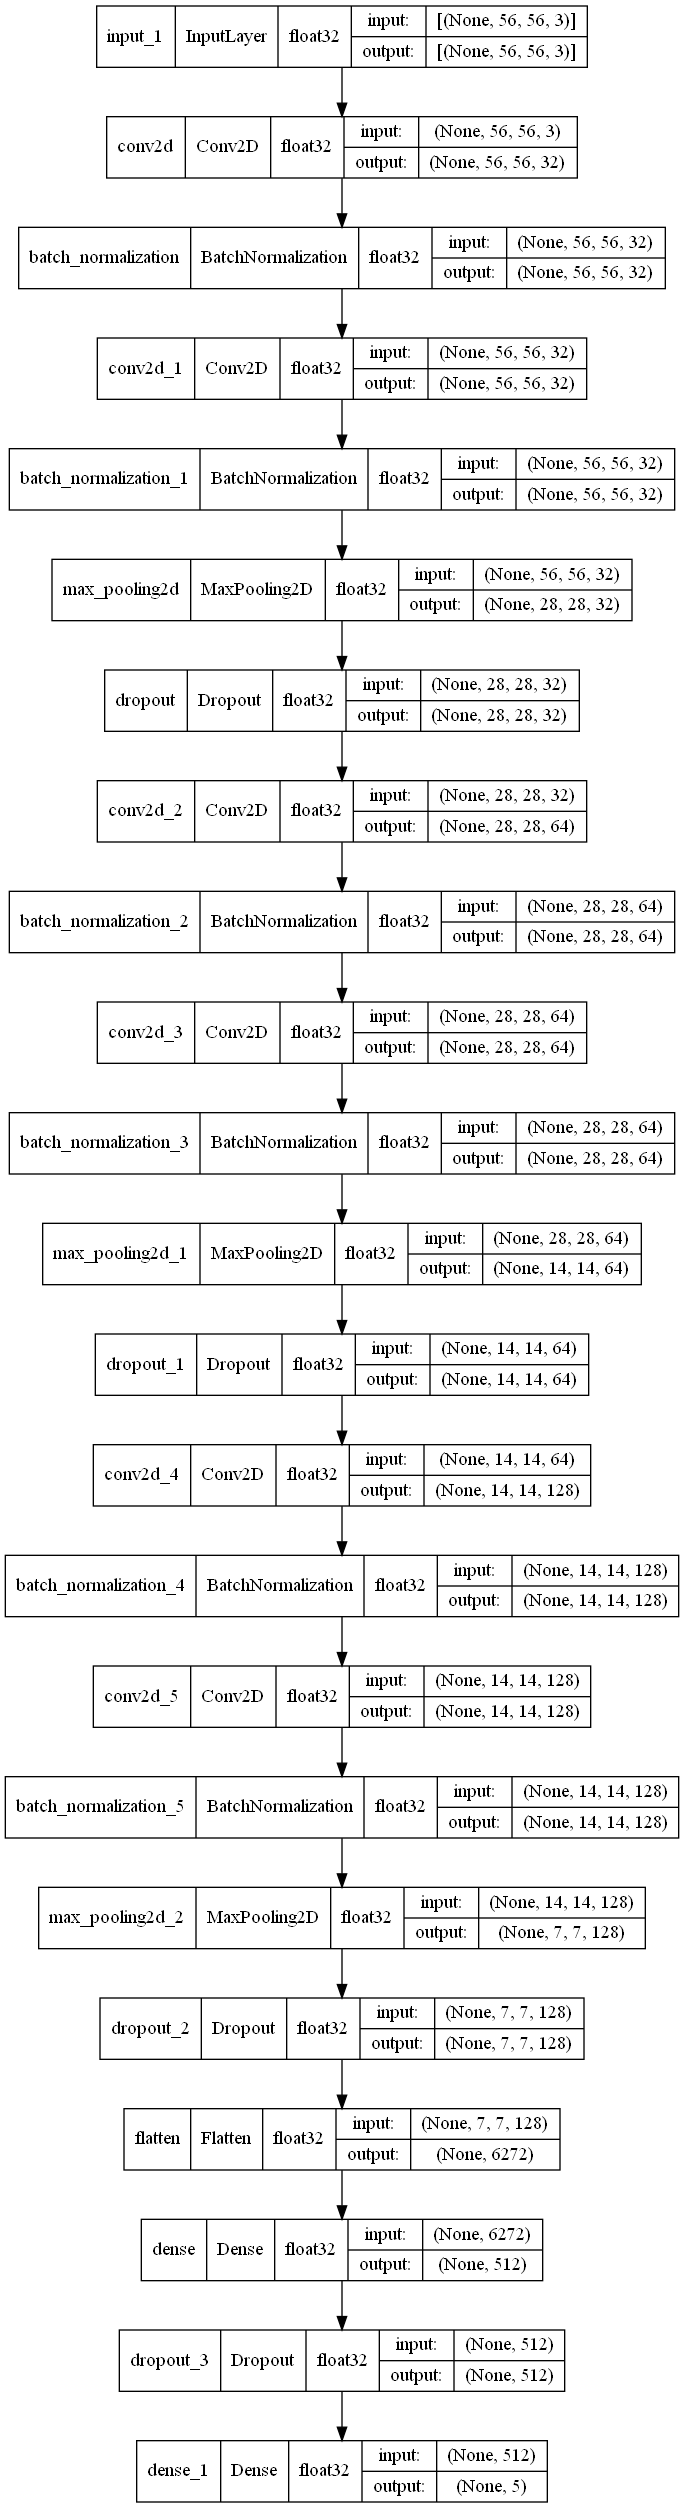 input_1 InputLayer float32 input: [(None, 56, 56, 3)]
output: [(None, 56, 56, 3)]
conv2d Conv2D float32 input: (None, 56, 56, 3)
output: (None, 56, 56, 32)
batch_normalization BatchNormalization float32 input: (None, 56, 56, 32)
output: (None, 56, 56, 32)
conv2d_1 Conv2D float32 input: (None, 56, 56, 32)
output: (None, 56, 56, 32)
batch_normalization_1 BatchNormalization float32 input: (None, 56, 56, 32)
output: (None, 56, 56, 32)
max_pooling2d MaxPooling2D float32 input: (None, 56, 56, 32)
output: (None, 28, 28, 32)
dropout Dropout float32 input: (None, 28, 28, 32)
output: (None, 28, 28, 32)
conv2d_2 Conv2D float32 input: (None, 28, 28, 32)
output: (None, 28, 28, 64)
batch_normalization_2 BatchNormalization float32 input: (None, 28, 28, 64)
output: (None, 28, 28, 64)
conv2d_3 Conv2D float32 input: (None, 28, 28, 64)
output: (None, 28, 28, 64)
batch_normalization_3 BatchNormalization float32 input: (None, 28, 28, 64)
output: (None, 28, 28, 64)
max_pooling2d_1 MaxPooling2D float32 input: (None, 28, 28, 64)
output: (None, 14, 14, 64)
dropout_1 Dropout float32 input: (None, 14, 14, 64)
output: (None, 14, 14, 64)
conv2d_4 Conv2D float32 input: (None, 14, 14, 64)
output: (None, 14, 14, 128)
batch_normalization_4 BatchNormalization float32 input: (None, 14, 14, 128)
output: (None, 14, 14, 128)
conv2d_5 Conv2D float32 input: (None, 14, 14, 128)
output: (None, 14, 14, 128)
batch_normalization_5 BatchNormalization float32 input: (None, 14, 14, 128)
output: (None, 14, 14, 128)
max_pooling2d_2 MaxPooling2D float32 input: (None, 14, 14, 128)
output: (None, 7, 7, 128)
dropout_2 Dropout float32 input: (None, 7, 7, 128)
output: (None, 7, 7, 128)
flatten Flatten float32 input: (None, 7, 7, 128)
output: (None, 6272)
dense Dense float32 input: (None, 6272)
output: (None, 512)
dropout_3 Dropout float32 input: (None, 512)
output: (None, 512)
dense_1 Dense float32 input: (None, 512)
output: (None, 5)